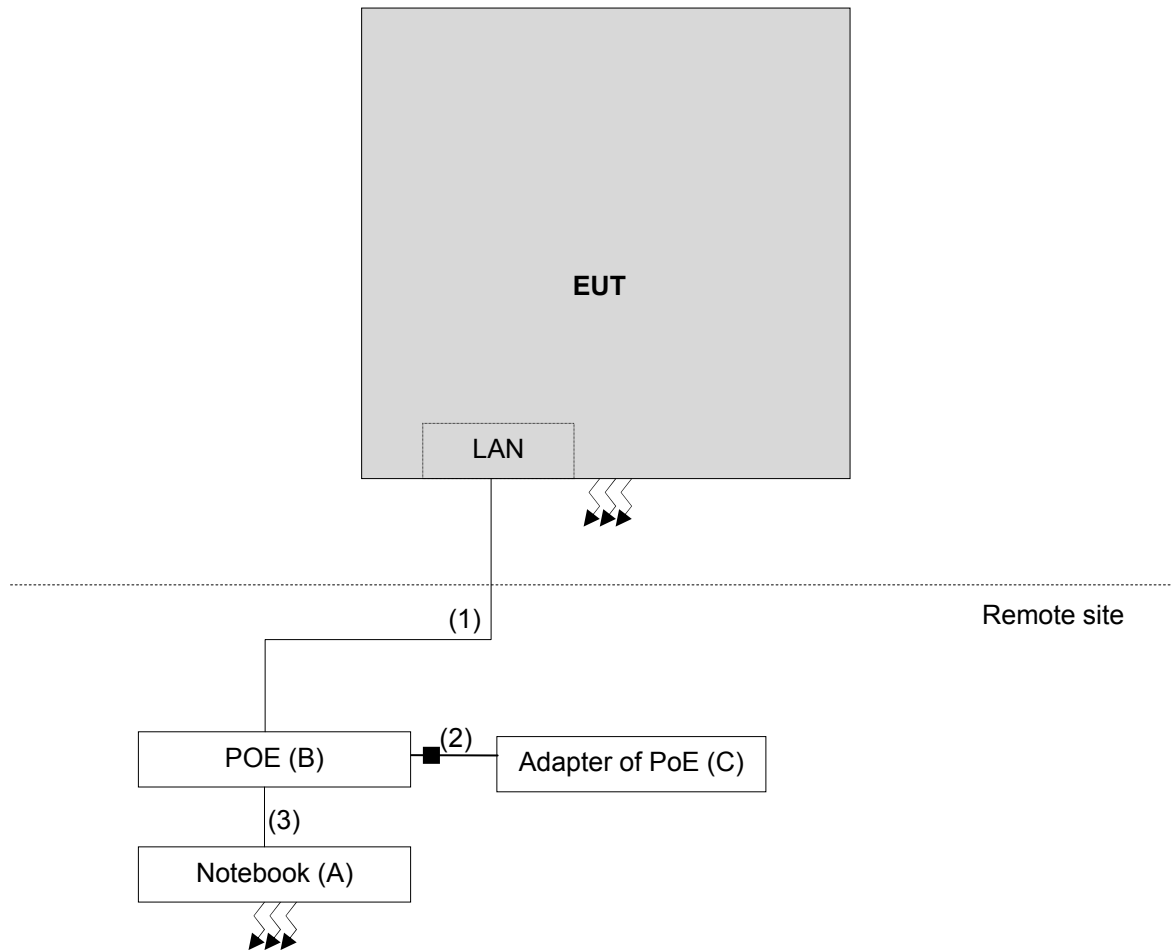 EUT
LAN
(1)
Remote site
POE (B)
(2)
Adapter of PoE (C)
(3)
Notebook (A)